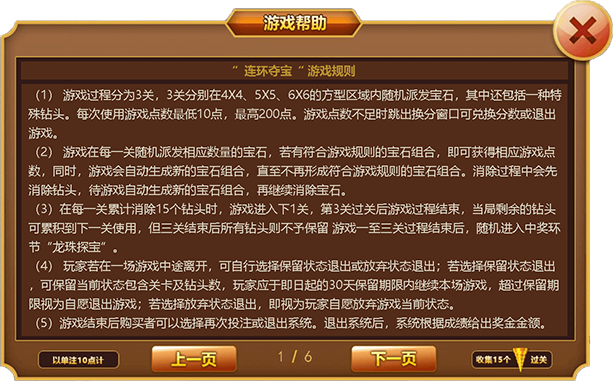 游戏帮助
“ 连环夺宝 “ 游戏规则
（1） 游戏过程分为3关，3关分别在4X4、5X5、6X6的方型区域内随机派发宝石，其中还包括一种特
殊钻头。每次使用游戏点数最低10点，最高200点。游戏点数不足时跳出换分窗口可兑换分数或退出
游戏。
（2） 游戏在每一关随机派发相应数量的宝石，若有符合游戏规则的宝石组合，即可获得相应游戏点
数，同时，游戏会自动生成新的宝石组合，直至不再形成符合游戏规则的宝石组合。消除过程中会先
消除钻头，待游戏自动生成新的宝石组合，再继续消除宝石。
（3）在每一关累计消除15个钻头时，游戏进入下1关，第3关过关后游戏过程结束，当局剩余的钻头
可累积到下一关使用，但三关结束后所有钻头则不予保留 游戏一至三关过程结束后，随机进入中奖环
节“龙珠探宝”。
（4） 玩家若在一场游戏中途离开，可自行选择保留状态退出或放弃状态退出；若选择保留状态退出
，可保留当前状态包含关卡及钻头数，玩家应于即日起的30天保留期限内继续本场游戏，超过保留期
限视为自愿退出游戏；若选择放弃状态退出，即视为玩家自愿放弃游戏当前状态。
（5）游戏结束后购买者可以选择再次投注或退出系统。退出系统后，系统根据成绩给出奖金金额。
以单注10点计
上一页
1 / 6
下一页
收集15个 过关